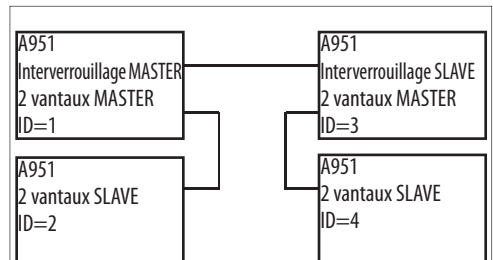 A951
Interverrouillage MASTER
2 vantaux MASTER
ID=1
A951
Interverrouillage SLAVE
2 vantaux MASTER
ID=3
A951
2 vantaux SLAVE
ID=2
A951
2 vantaux SLAVE
ID=4